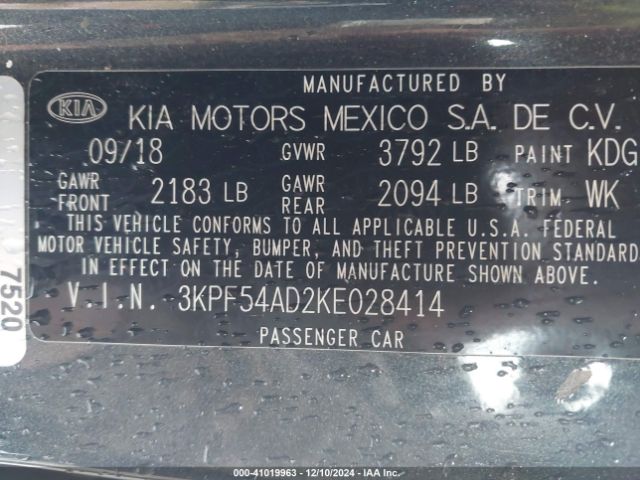 MANUFACTURED BY
KIA KIA MOTORS MEXICO S.A. DE C.V.
09/18 GVWR 3792 LB PAINT KDG
GAWR FRONT 2183 LB GAWR REAR 2094 LB TRIM WK
THIS VEHICLE CONFORMS TO ALL APPLICABLE U.S.A. FEDERAL
MOTOR VEHICLE SAFETY, BUMPER, AND THEFT PREVENTION STANDARDS
IN EFFECT ON THE DATE OF MANUFACTURE SHOWN ABOVE.
V.I.N. 3KPF54AD2KE028414
PASSENGER CAR
7520
000-41019963 - 12/10/2024 - IAA Inc.